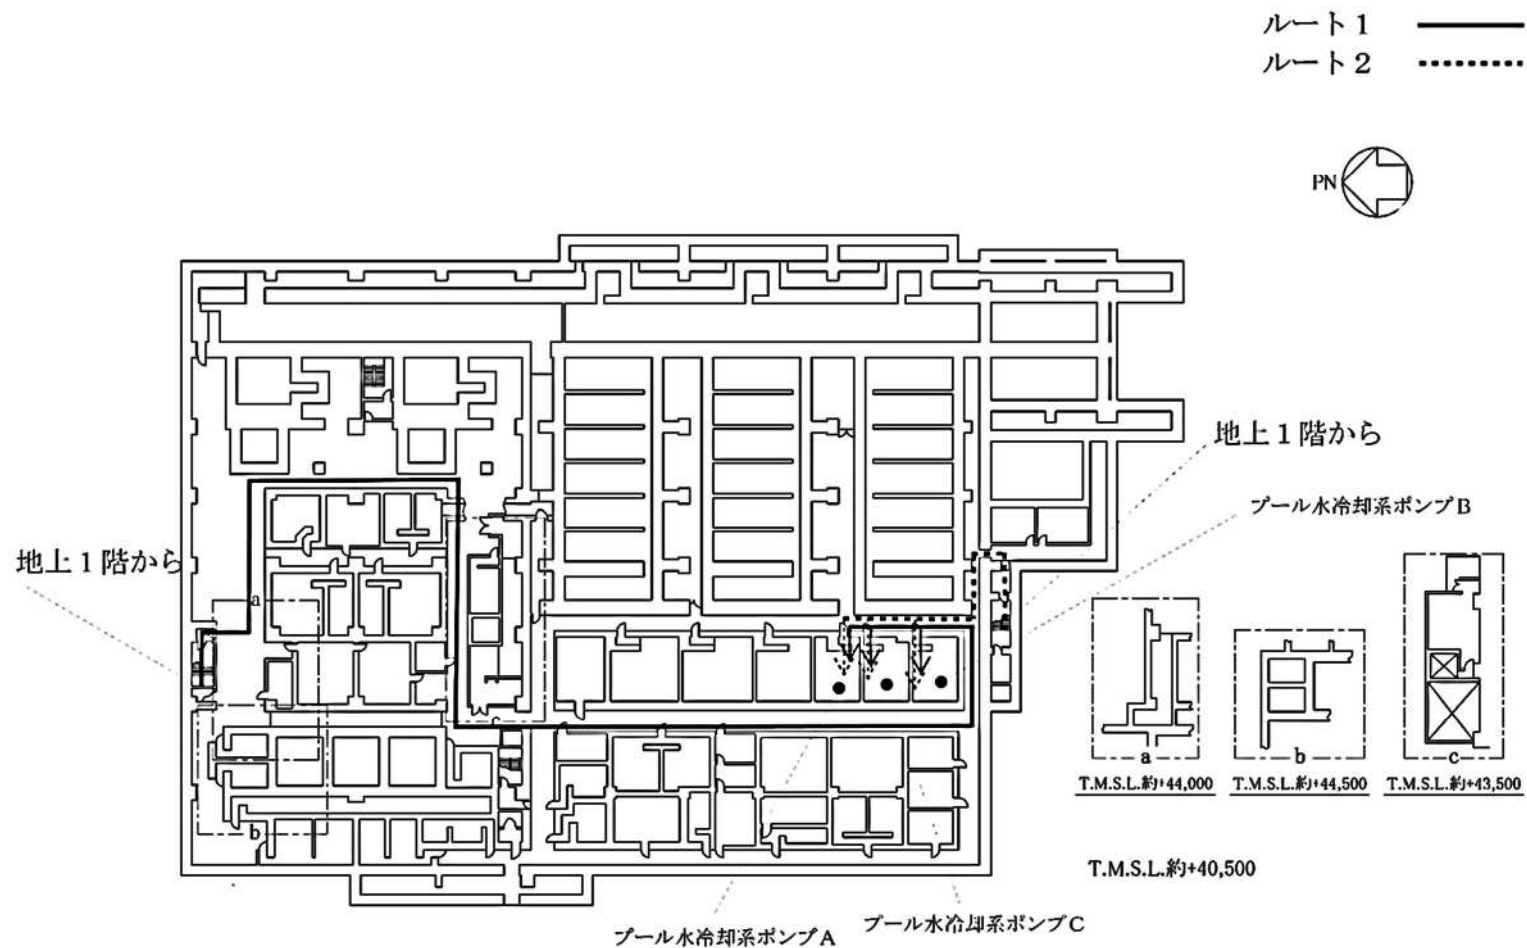 ルート1
ルート2
PN
地上1階から
プール水冷却系ポンプB
地上1階から
a
a
b
c
T.M.S.L.約+44,000
T.M.S.L.約+44,500
T.M.S.L.約+43,500
c
b
T.M.S.L.約+40,500
プール水冷却系ポンプA
プール水冷却系ポンプC